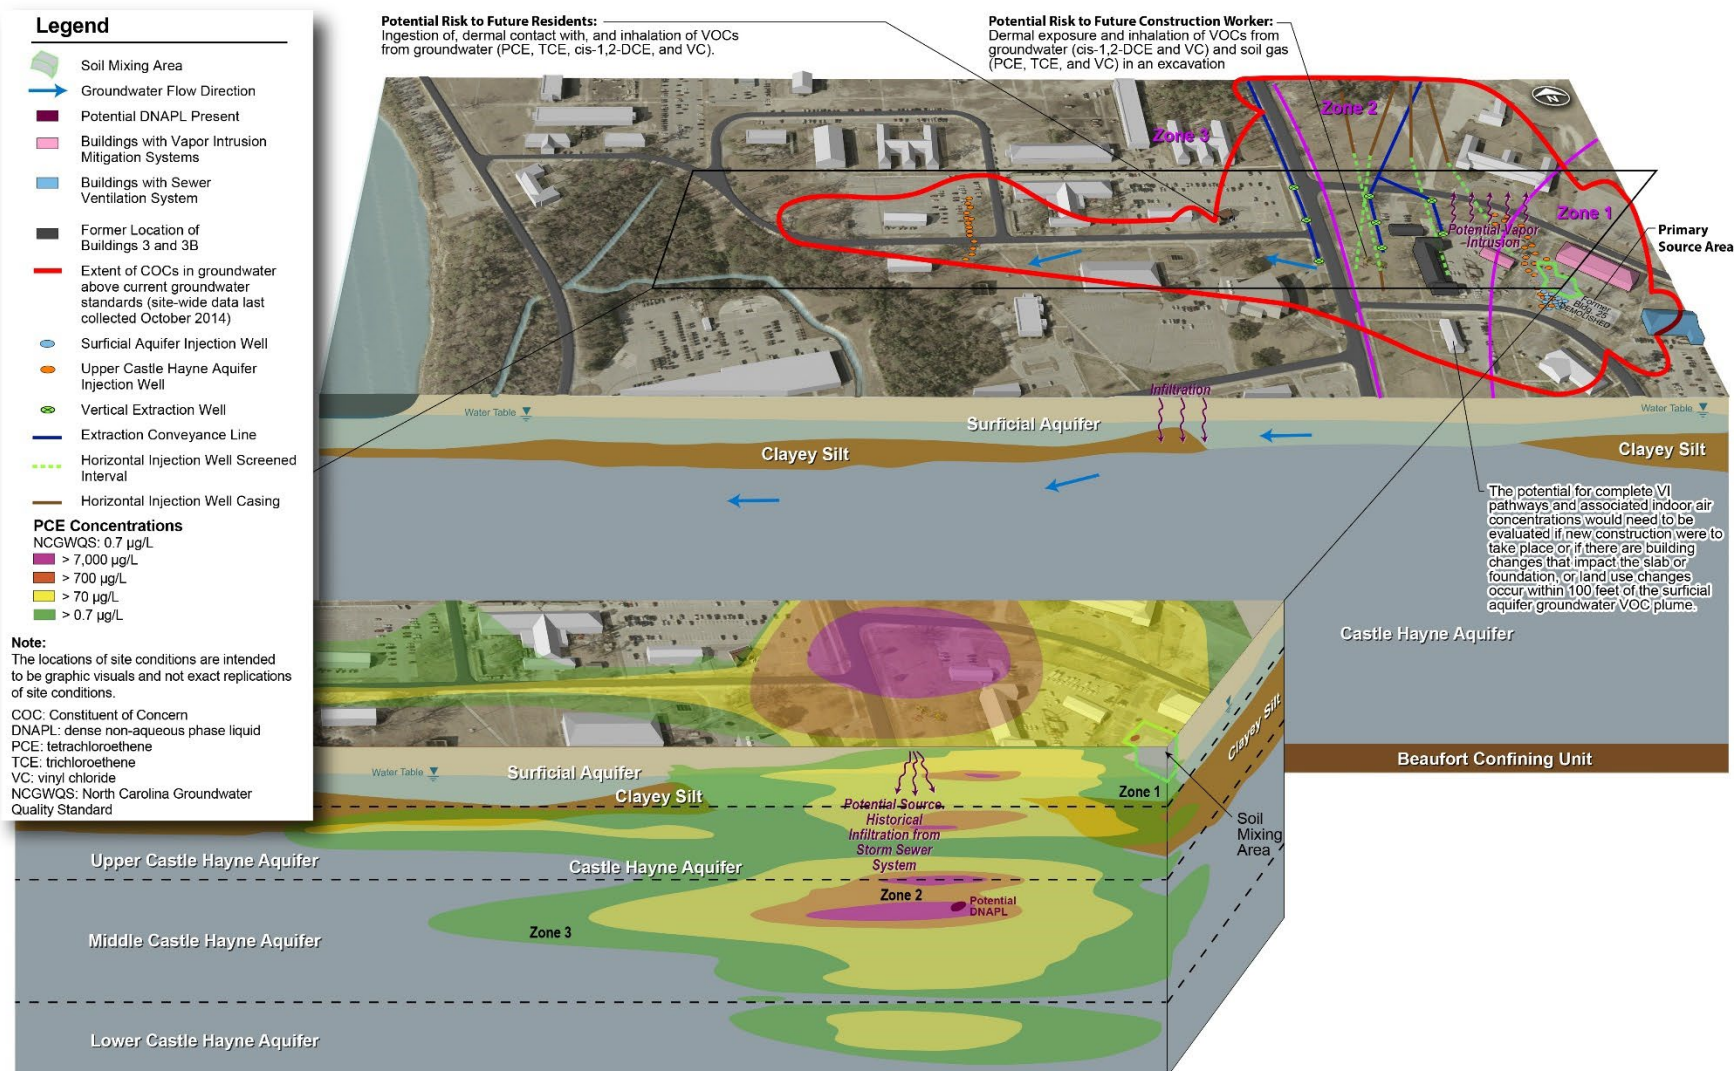 Legend
Soil Mixing Area
Groundwater Flow Direction
Potential DNAPL Present
Buildings with Vapor Intrusion
Mitigation Systems
Buildings with Sewer
Ventilation System
Former Location of
Buildings 3 and 3B
Extent of COCs in groundwater
above current groundwater
standards (site-wide data last
collected October 2014)
Surficial Aquifer Injection Well
Upper Castle Hayne Aquifer
Injection Well
Vertical Extraction Well
Extraction Conveyance Line
Horizontal Injection Well Screened
Interval
Horizontal Injection Well Casing
PCE Concentrations
NCGWQS: 0.7 µg/L
> 7,000 µg/L
> 700 µg/L
> 70 µg/L
> 0.7 µg/L
Note:
The locations of site conditions are intended
to be graphic visuals and not exact replications
of site conditions.
COC: Constituent of Concern
DNAPL: dense non-aqueous phase liquid
PCE: tetrachloroethene
TCE: trichloroethene
VC: vinyl chloride
NCGWQS: North Carolina Groundwater
Quality Standard
Potential Risk to Future Residents:
Ingestion of, dermal contact with, and inhalation of VOCs
from groundwater (PCE, TCE, cis-1,2-DCE, and VC).
Potential Risk to Future Construction Worker:
Dermal exposure and inhalation of VOCs from
groundwater (cis-1,2-DCE and VC) and soil gas
(PCE, TCE, and VC) in an excavation
N
Zone 3
Zone 2
Zone 1
Potential Vapor
Intrusion
Primary
Source Area
Former
Bldg. 25
DEMOLISHED
Infiltration
Water Table
Surficial Aquifer
Water Table
Clayey Silt
Clayey Silt
The potential for complete VI
pathways and associated indoor air
concentrations would need to be
evaluated if new construction were to
take place or if there are building
changes that impact the slab or
foundation, or land use changes
occur within 100 feet of the surficial
aquifer groundwater VOC plume.
Castle Hayne Aquifer
Beaufort Confining Unit
Clayey Silt
Water Table
Surficial Aquifer
Clayey Silt
Zone 1
Potential Source
Historical
Infiltration from
Storm Sewer
System
Soil
Mixing
Area
Upper Castle Hayne Aquifer
Castle Hayne Aquifer
Zone 2
Potential
DNAPL
Zone 3
Middle Castle Hayne Aquifer
Lower Castle Hayne Aquifer